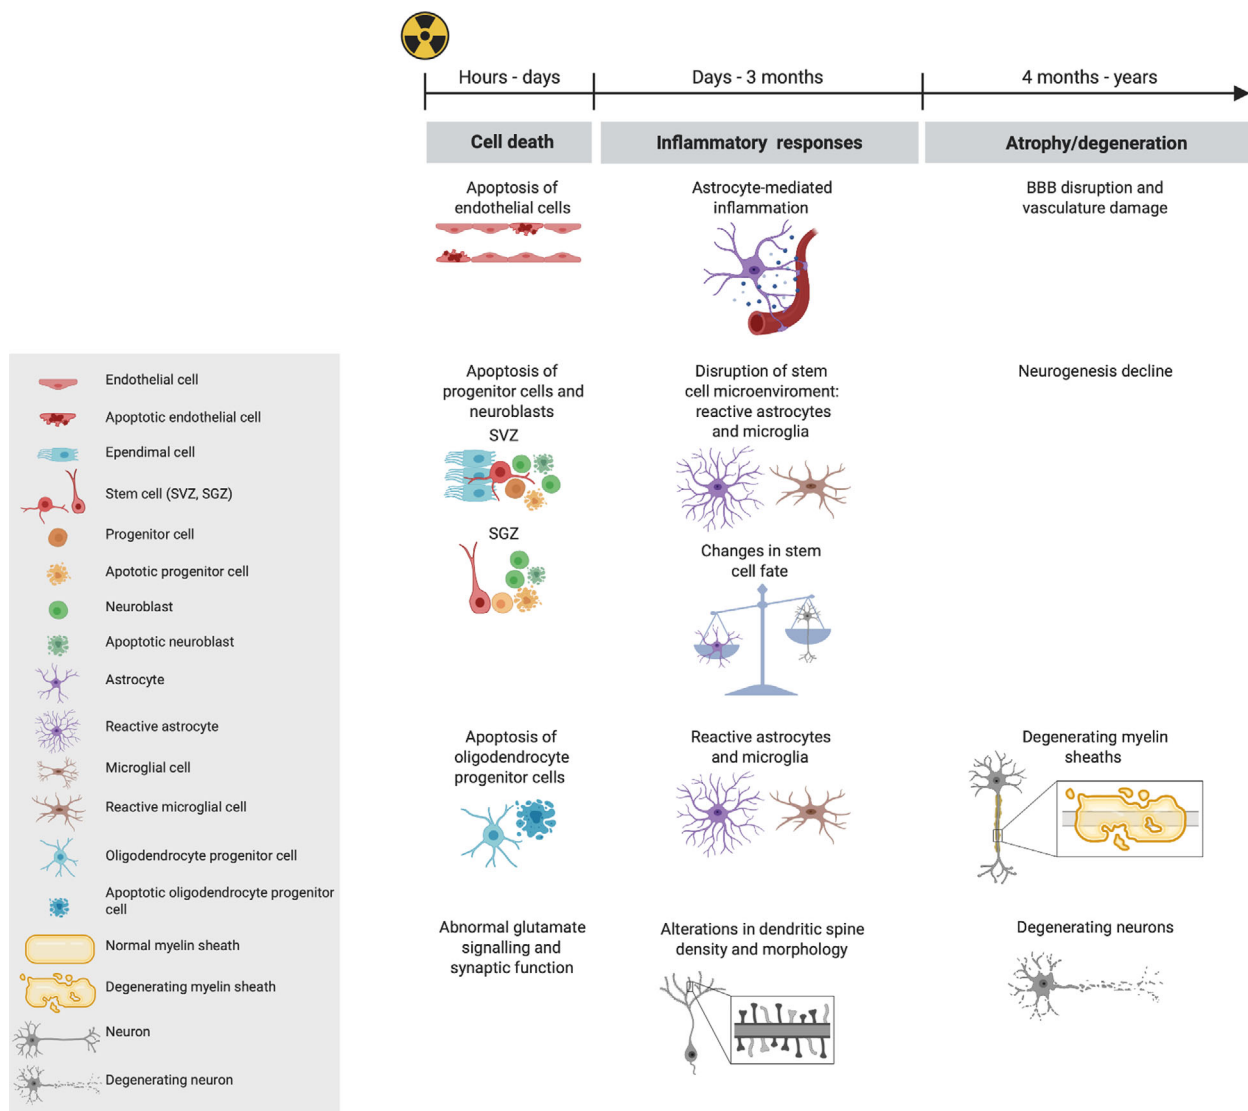 Hours - days
Days - 3 months
4 months - years
Cell death
Inflammatory responses
Atrophy/degeneration
Apoptosis of
endothelial cells
Astrocyte-mediated
inflammation
BBB disruption and
vasculature damage
Apoptosis of
progenitor cells and
neuroblasts
SVZ
SGZ
Disruption of stem
cell microenviroment:
reactive astrocytes
and microglia
Changes in stem
cell fate
Neurogenesis decline
Apoptosis of
oligodendrocyte
progenitor cells
Reactive astrocytes
and microglia
Degenerating myelin
sheaths
Abnormal glutamate
signalling and
synaptic function
Alterations in dendritic spine
density and morphology
Degenerating neurons
Endothelial cell
Apoptotic endothelial cell
Ependimal cell
Stem cell (SVZ, SGZ)
Progenitor cell
Apototic progenitor cell
Neuroblast
Apoptotic neuroblast
Astrocyte
Reactive astrocyte
Microglial cell
Reactive microglial cell
Oligodendrocyte progenitor cell
Apoptotic oligodendrocyte progenitor
cell
Normal myelin sheath
Degenerating myelin sheath
Neuron
Degenerating neuron